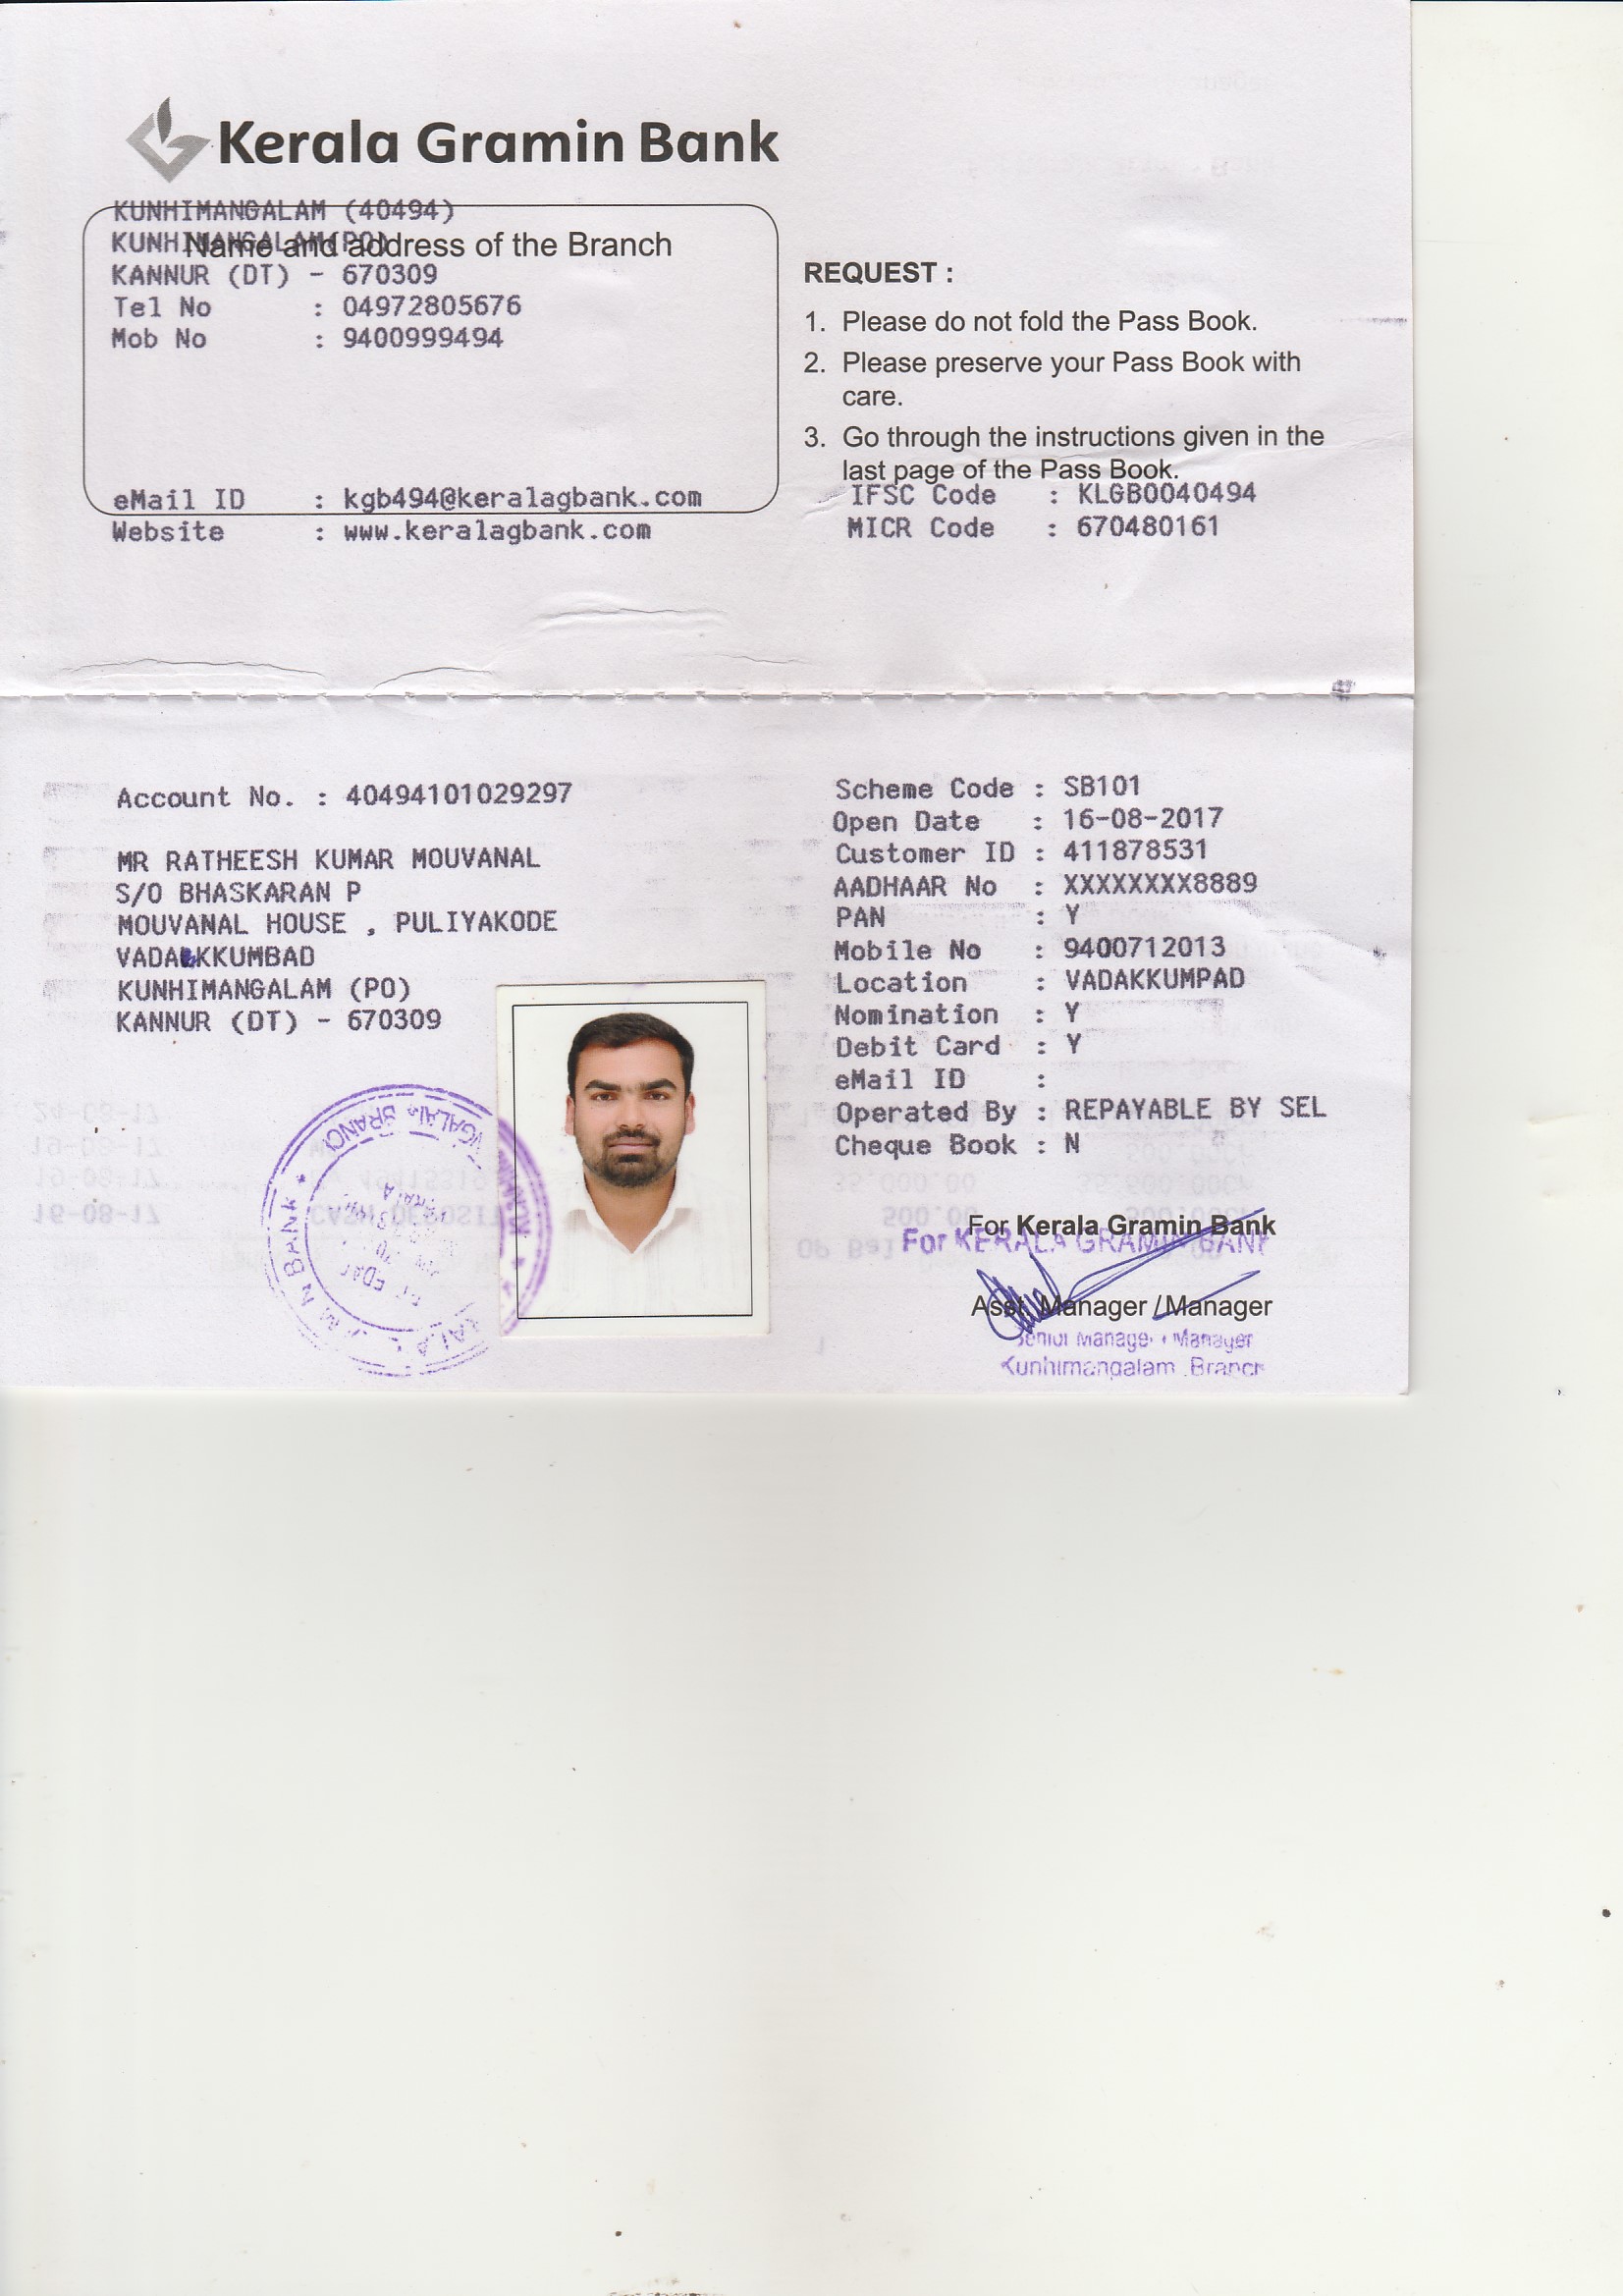 Kerala Gramin Bank
KUNHIMANGALAM (40494)
KUNHIMANGALAM(PO)
Name and address of the Branch
KANNUR (DT) - 670309
Tel No : 04972805676
Mob No : 9400999494
eMail ID : kgb494@keralagbank.com
Website : www.keralagbank.com
REQUEST :
1. Please do not fold the Pass Book.
2. Please preserve your Pass Book with
care.
3. Go through the instructions given in the
last page of the Pass Book.
IFSC Code : KLGB0040494
MICR Code : 670480161
Account No. : 40494101029297
MR RATHEESH KUMAR MOUVANAL
S/O BHASKARAN P
MOUVANAL HOUSE , PULIYAKODE
VADAKKUMBAD
KUNHIMANGALAM (PO)
KANNUR (DT) - 670309
Scheme Code : SB101
Open Date : 16-08-2017
Customer ID : 411878531
AADHAAR No : XXXXXXXX8889
PAN : Y
Mobile No : 9400712013
Location : VADAKKUMPAD
Nomination : Y
Debit Card : Y
eMail ID :
Operated By : REPAYABLE BY SEL
Cheque Book : N
For Kerala Gramin Bank
For KERALA GRAMIN BANK
Asst. Manager / Manager
Senior Manager / Manager
Kunhimangalam Branch